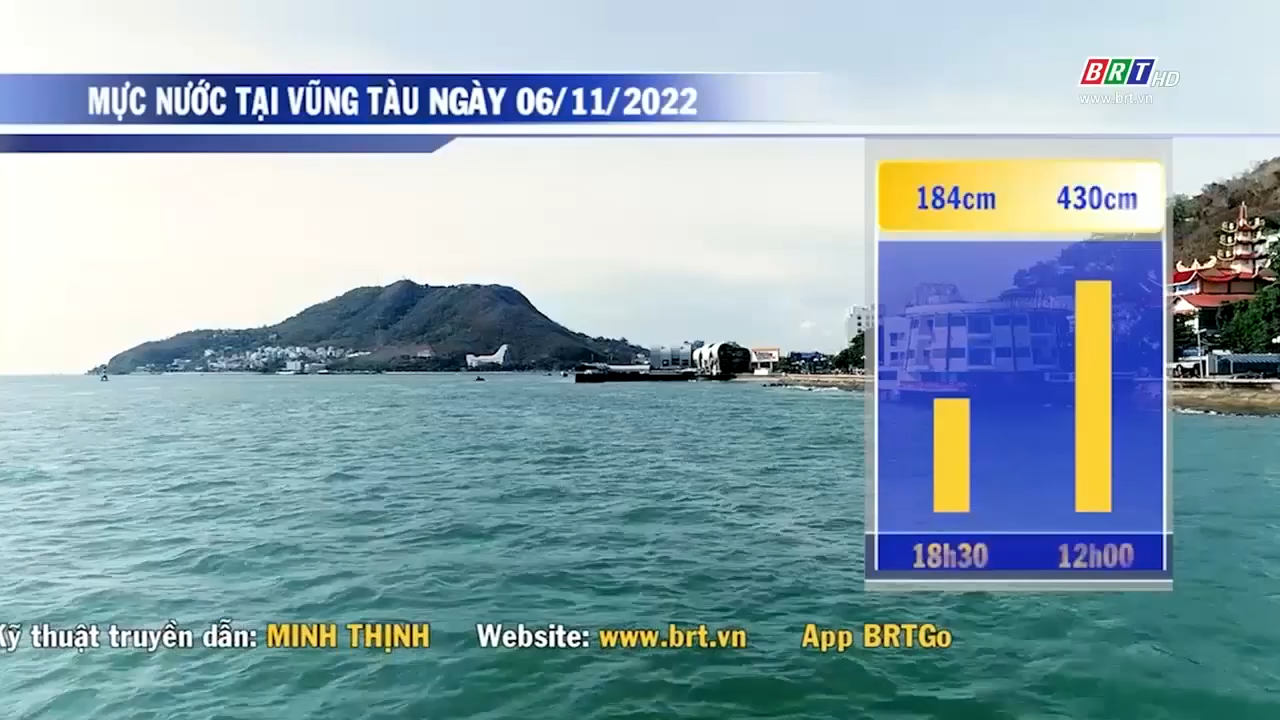 BRT HD
www.brt.vn
MỰC NƯỚC TẠI VŨNG TÀU NGÀY 06/11/2022
184cm 430cm
18h30 12h00
Kỹ thuật truyền dẫn: MINH THỊNH Website: www.brt.vn App BRTGo